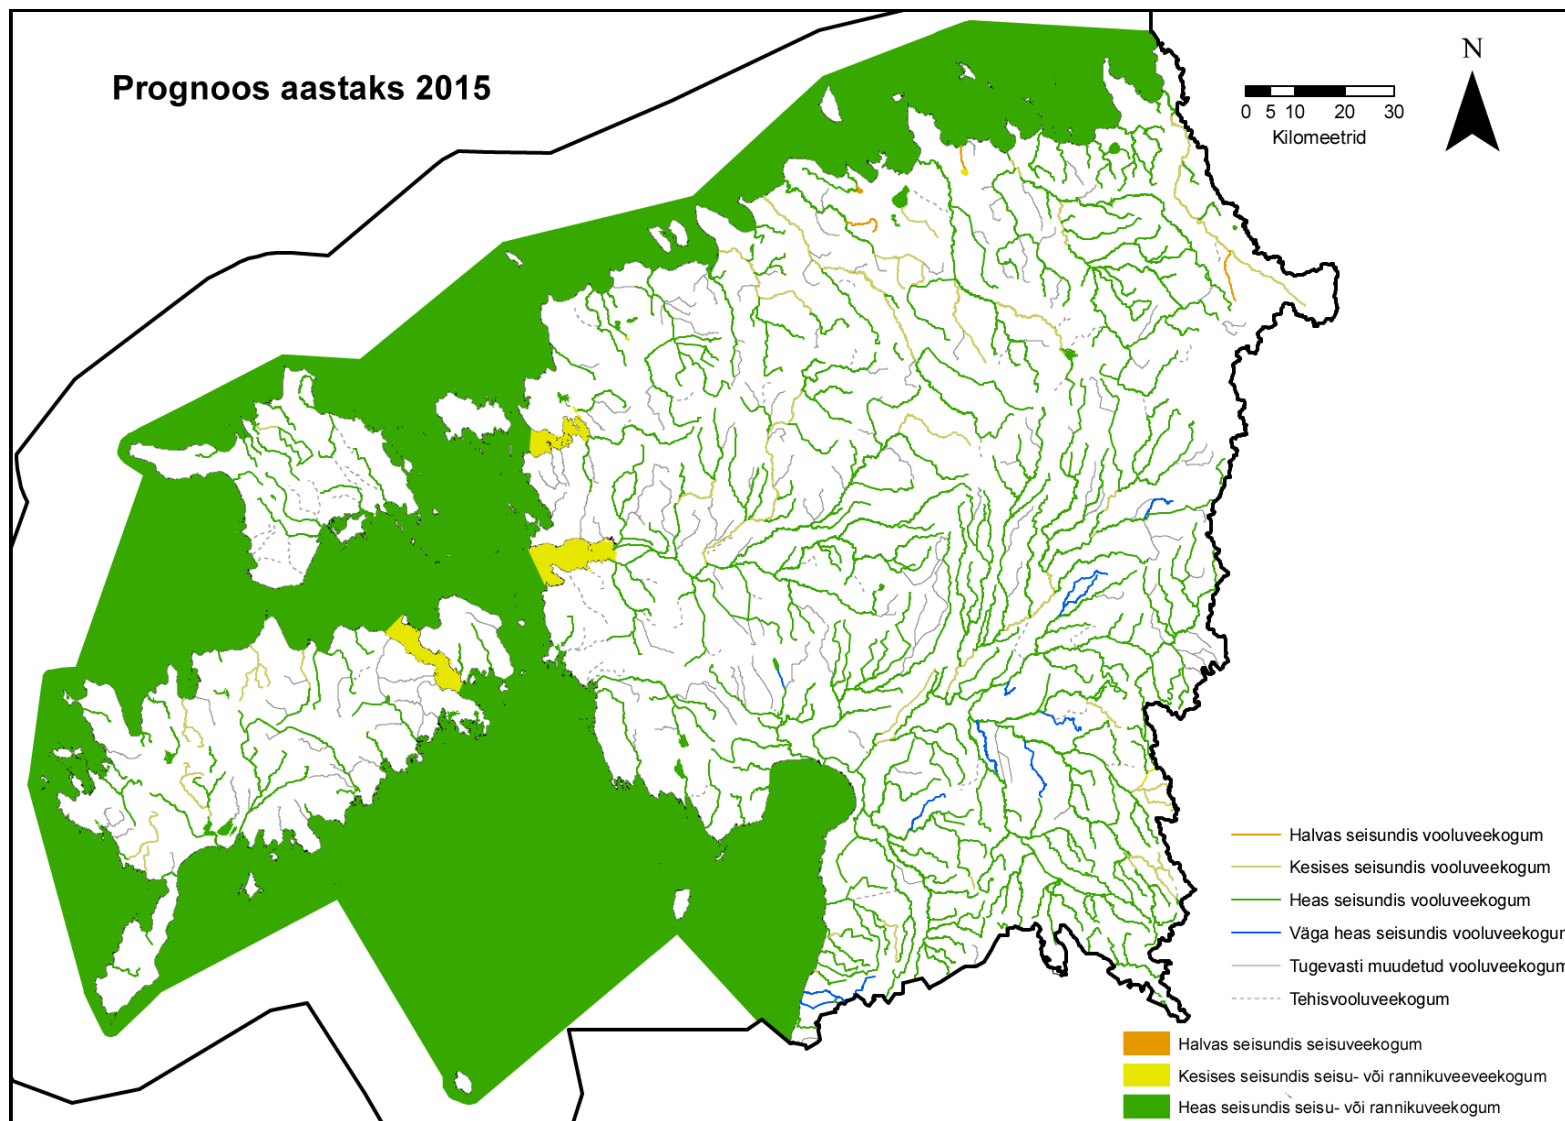 Prognoos aastaks 2015
N
0 5 10 20 30
Kilomeetrid
Halvas seisundis vooluveekogum
Kesises seisundis vooluveekogum
Heas seisundis vooluveekogum
Väga heas seisundis vooluveekogum
Tugevasti muudetud vooluveekogum
Tehisvooluveekogum
Halvas seisundis seisuveekogum
Kesises seisundis seisu- või rannikuveeveekogum
Heas seisundis seisu- või rannikuveekogum